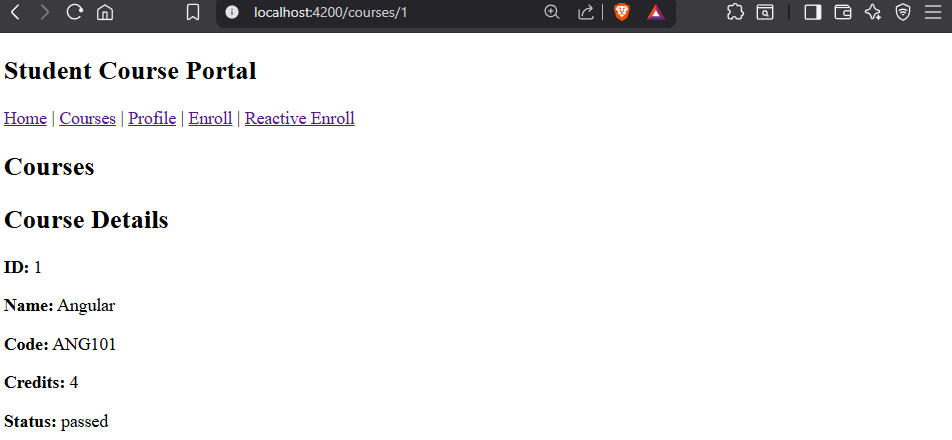 localhost:4200/courses/1
Student Course Portal
Home | Courses | Profile | Enroll | Reactive Enroll
Courses
Course Details
ID: 1
Name: Angular
Code: ANG101
Credits: 4
Status: passed